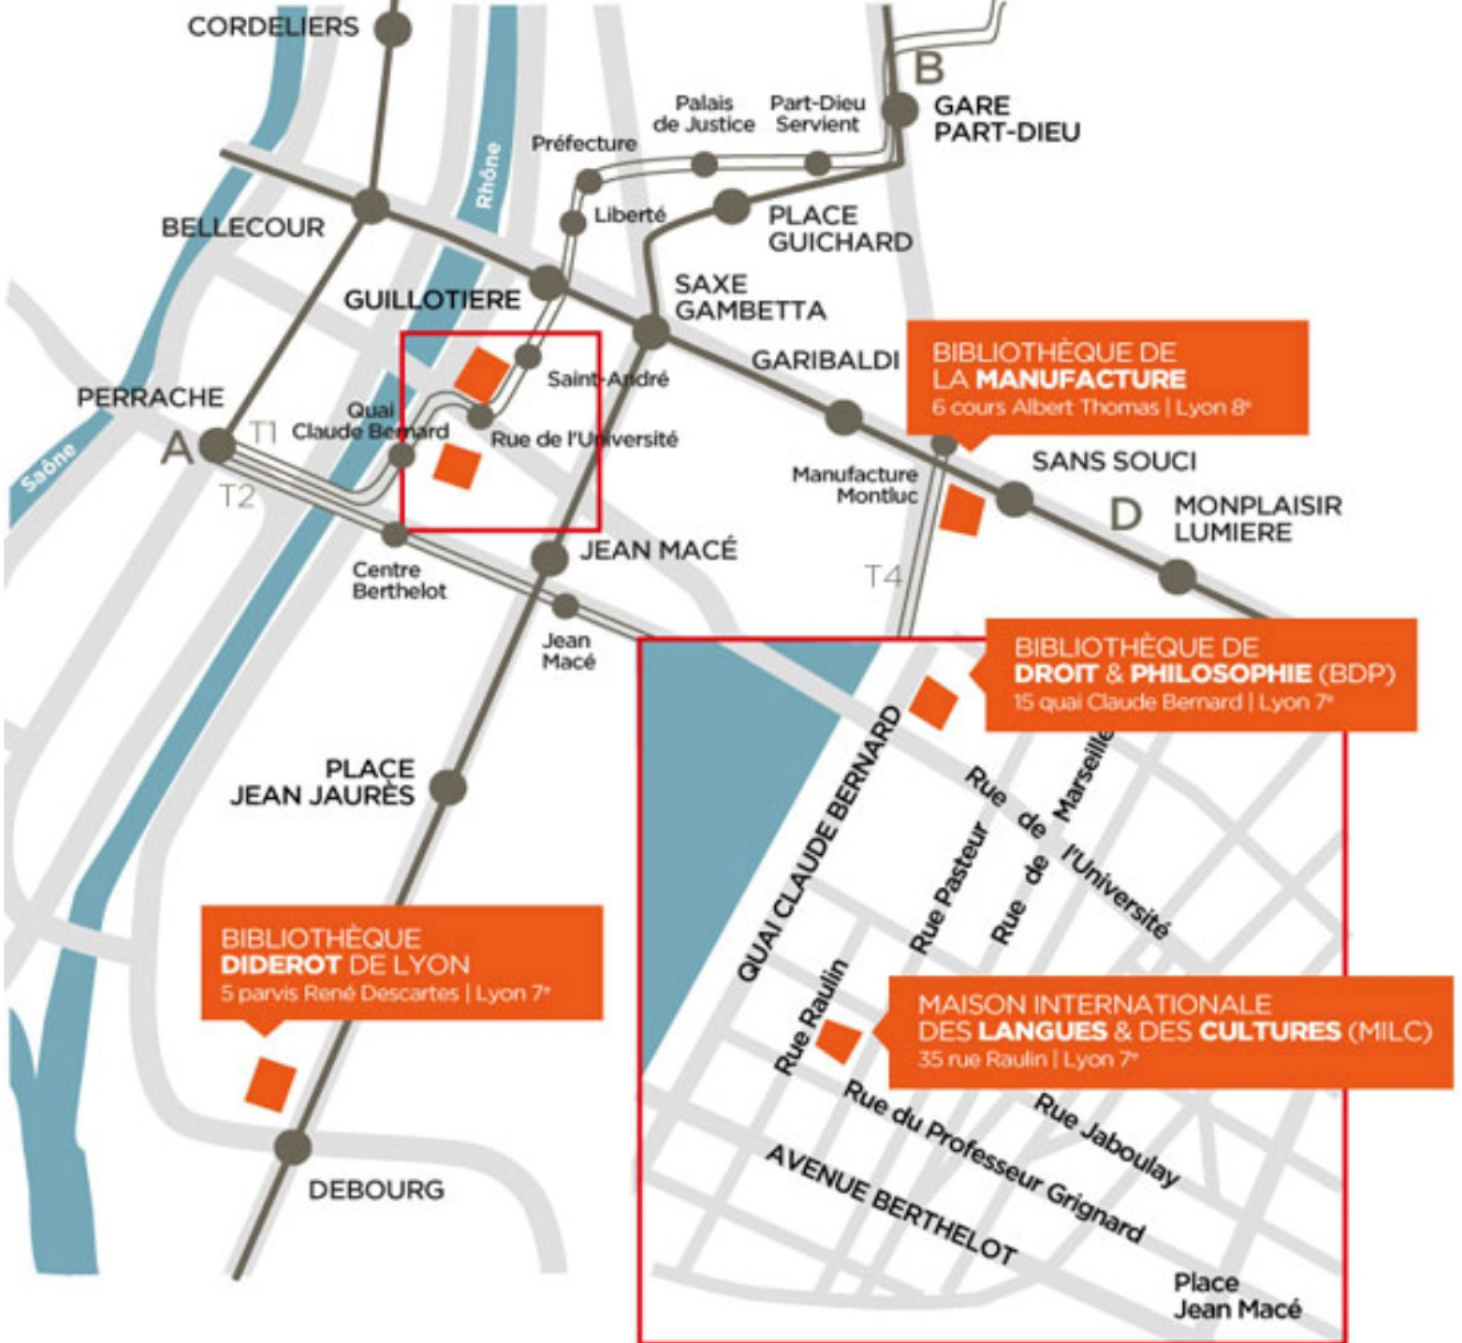 CORDELIERS
B
GARE
PART-DIEU
Palais
de Justice
Part-Dieu
Servient
Préfecture
Rhône
Liberté
PLACE
GUICHARD
BELLECOUR
GUILLOTIERE
SAXE
GAMBETTA
GARIBALDI
BIBLIOTHÈQUE DE
LA MANUFACTURE
6 cours Albert Thomas | Lyon 8e
Saint-André
PERRACHE
Quai
Claude Bernard
T1
A
Rue de l'Université
Saône
T2
SANS SOUCI
Manufacture
Montluc
D
MONPLAISIR
LUMIERE
JEAN MACÉ
Centre
Berthelot
T4
Jean
Macé
BIBLIOTHÈQUE DE
DROIT & PHILOSOPHIE (BDP)
15 quai Claude Bernard | Lyon 7e
PLACE
JEAN JAURÈS
QUAI CLAUDE BERNARD
Rue de l'Université
Rue de Marseille
Rue Pasteur
BIBLIOTHÈQUE
DIDEROT DE LYON
5 parvis René Descartes | Lyon 7e
Rue Raulin
MAISON INTERNATIONALE
DES LANGUES & DES CULTURES (MILC)
35 rue Raulin | Lyon 7e
Rue du Professeur Grignard
Rue Jaboulay
AVENUE BERTHELOT
DEBOURG
Place
Jean Macé